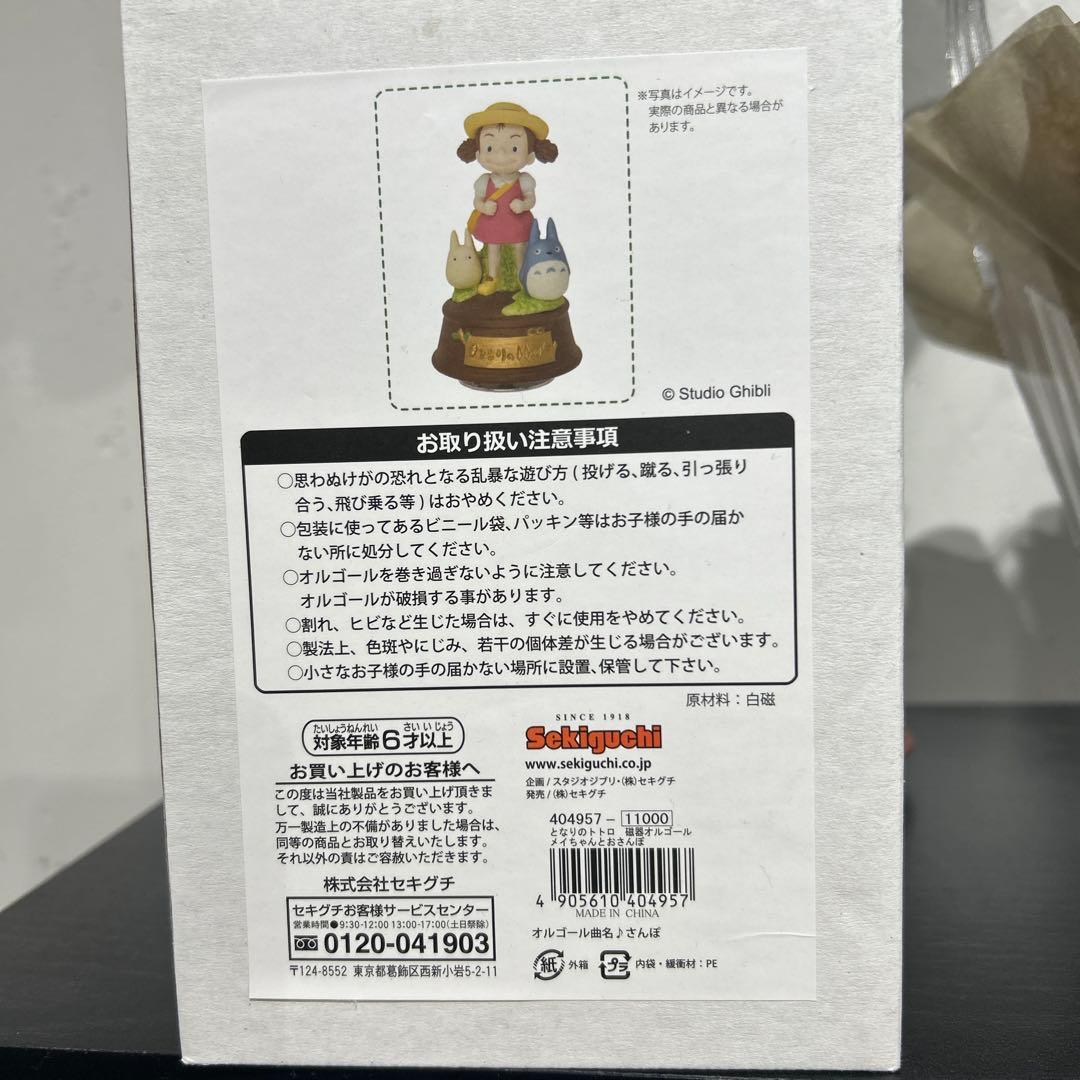 ※写真はイメージです。
実際の商品と異なる場合が
あります。
となりのトトロ
© Studio Ghibli
お取り扱い注意事項
○思わぬけがの恐れとなる乱暴な遊び方(投げる、蹴る、引っ張り
合う、飛び乗る等)はおやめください。
○包装に使ってあるビニール袋、パッキン等はお子様の手の届か
ない所に処分してください。
○オルゴールを巻き過ぎないように注意してください。
オルゴールが破損する事があります。
○割れ、ヒビなど生じた場合は、すぐに使用をやめてください。
○製法上、色斑やにじみ、若干の個体差が生じる場合がございます。
○小さなお子様の手の届かない場所に設置、保管して下さい。
原材料：白磁
たいしょうねんれい さい いじょう
対象年齢6才以上
お買い上げのお客様へ
この度は当社製品をお買い上げ頂きま
して、誠にありがとうございます。
万一製造上の不備がありました場合は、
同等の商品とお取り替えいたします。
それ以外の責はご容赦いただきます。
株式会社セキグチ
セキグチお客様サービスセンター
営業時間●9:30-12:00 13:00-17:00(土日祭除)
0120-041903
〒124-8552 東京都葛飾区西新小岩5-2-11
SINCE 1918
Sekiguchi
www.sekiguchi.co.jp
企画/スタジオジブリ・(株)セキグチ
発売/(株)セキグチ
404957-11000
となりのトトロ 磁器オルゴール
メイちゃんとおさんぽ
4 905610 404957
MADE IN CHINA
オルゴール曲名♪さんぽ
紙 外箱 プラ 内袋・緩衝材：PE